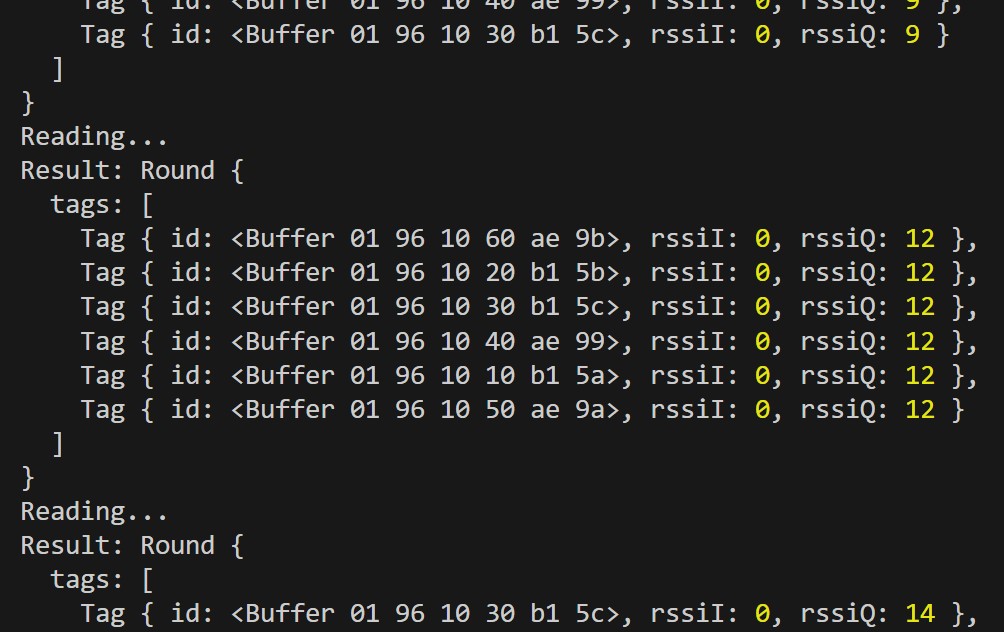 Tag { id: <Buffer 01 96 10 40 ae 99>, rssiI: 0, rssiQ: 9 },
Tag { id: <Buffer 01 96 10 30 b1 5c>, rssiI: 0, rssiQ: 9 }
]
}
Reading...
Result: Round {
tags: [
Tag { id: <Buffer 01 96 10 60 ae 9b>, rssiI: 0, rssiQ: 12 },
Tag { id: <Buffer 01 96 10 20 b1 5b>, rssiI: 0, rssiQ: 12 },
Tag { id: <Buffer 01 96 10 30 b1 5c>, rssiI: 0, rssiQ: 12 },
Tag { id: <Buffer 01 96 10 40 ae 99>, rssiI: 0, rssiQ: 12 },
Tag { id: <Buffer 01 96 10 10 b1 5a>, rssiI: 0, rssiQ: 12 },
Tag { id: <Buffer 01 96 10 50 ae 9a>, rssiI: 0, rssiQ: 12 }
]
}
Reading...
Result: Round {
tags: [
Tag { id: <Buffer 01 96 10 30 b1 5c>, rssiI: 0, rssiQ: 14 },